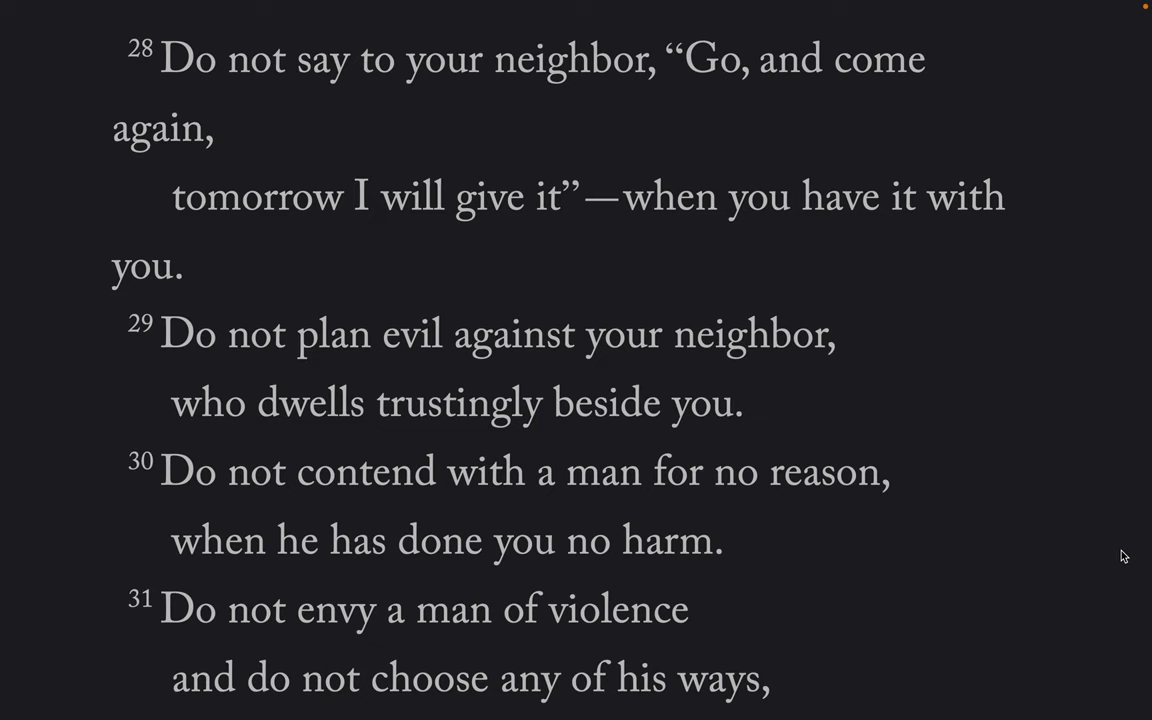 28 Do not say to your neighbor, “Go, and come
again,
tomorrow I will give it”—when you have it with
you.
29 Do not plan evil against your neighbor,
who dwells trustingly beside you.
30 Do not contend with a man for no reason,
when he has done you no harm.
31 Do not envy a man of violence
and do not choose any of his ways,